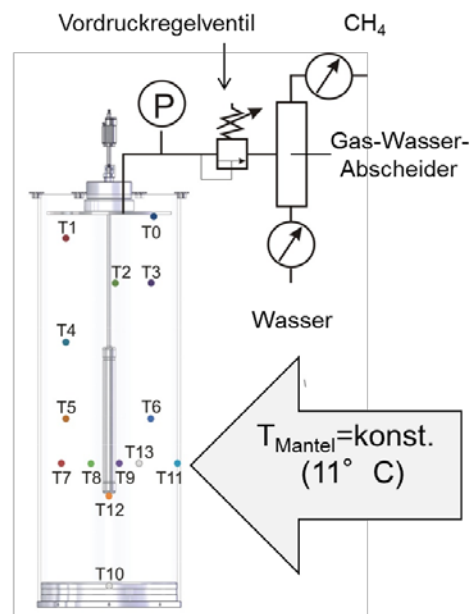 Vordruckregelventil
CH4
P
Gas-Wasser-
Abscheider
T1
T0
T2
T3
Wasser
T4
T5
T6
T13
T7
T8
T9
T11
T12
T10
TMantel=konst.
(11° C)